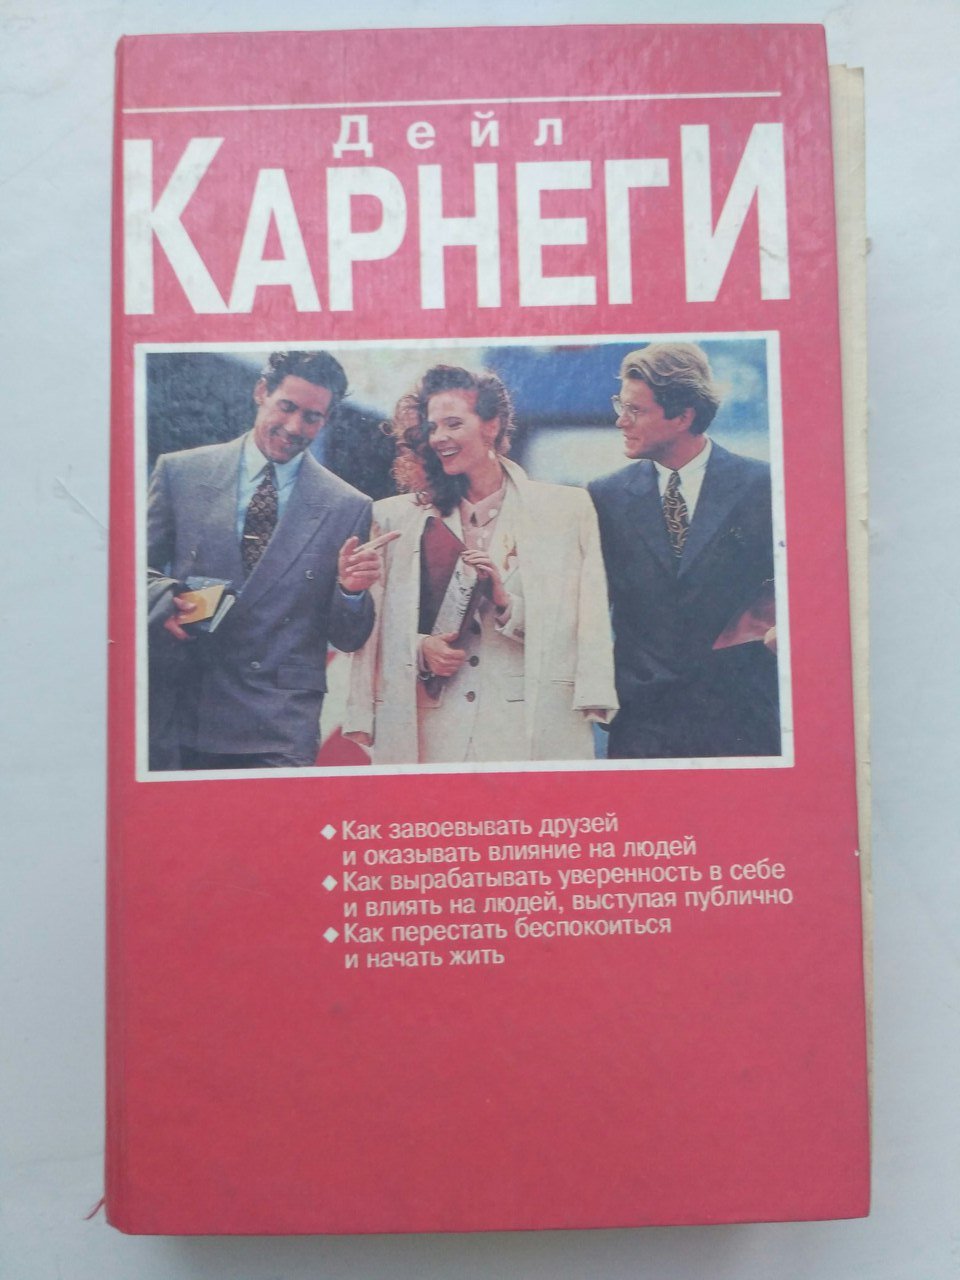 Дейл
КАРНЕГИ
◆ Как завоевывать друзей
и оказывать влияние на людей
◆ Как вырабатывать уверенность в себе
и влиять на людей, выступая публично
◆ Как перестать беспокоиться
и начать жить